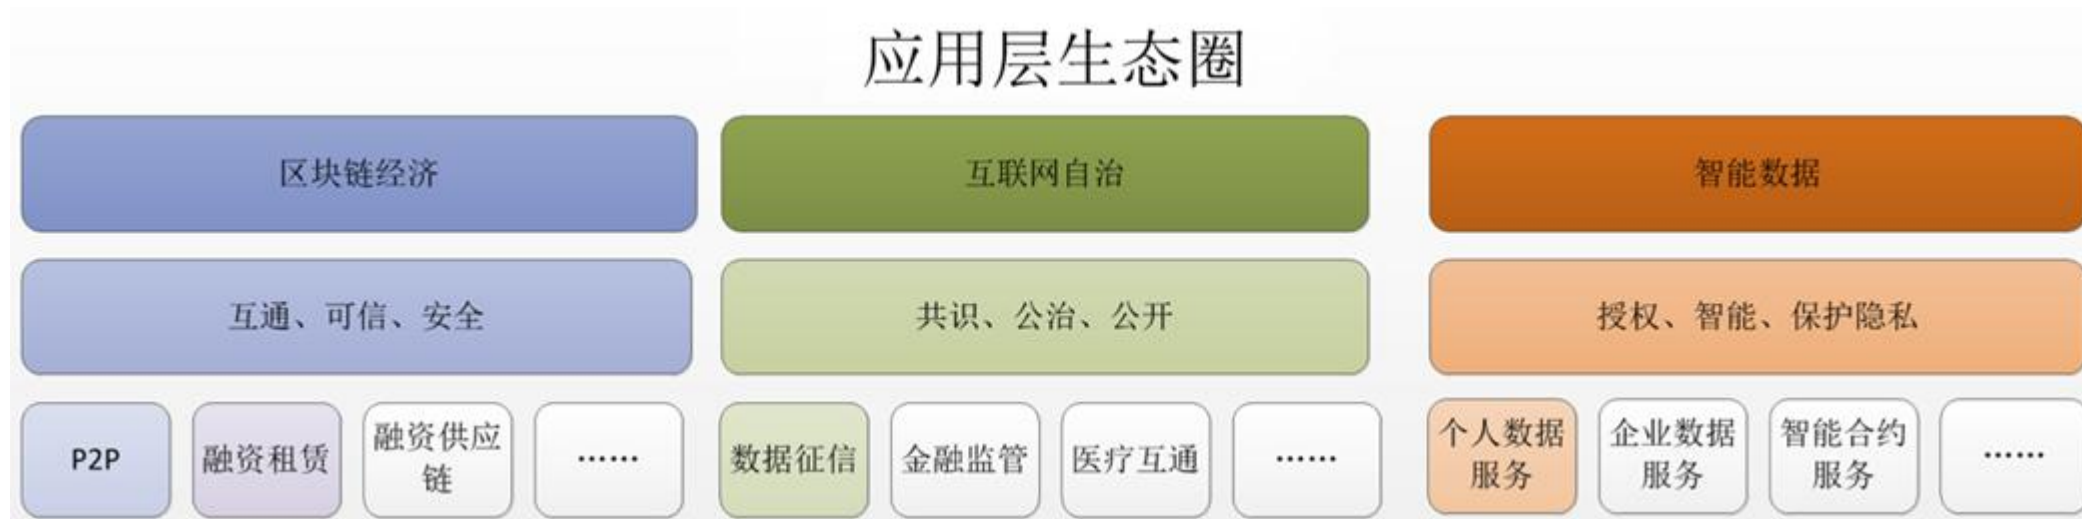 应用层生态圈
区块链经济
互联网自治
智能数据
互通、可信、安全
共识、公治、公开
授权、智能、保护隐私
P2P
融资租赁
融资供应
链
......
数据征信
金融监管
医疗互通
......
个人数据
服务
企业数据
服务
智能合约
服务
......